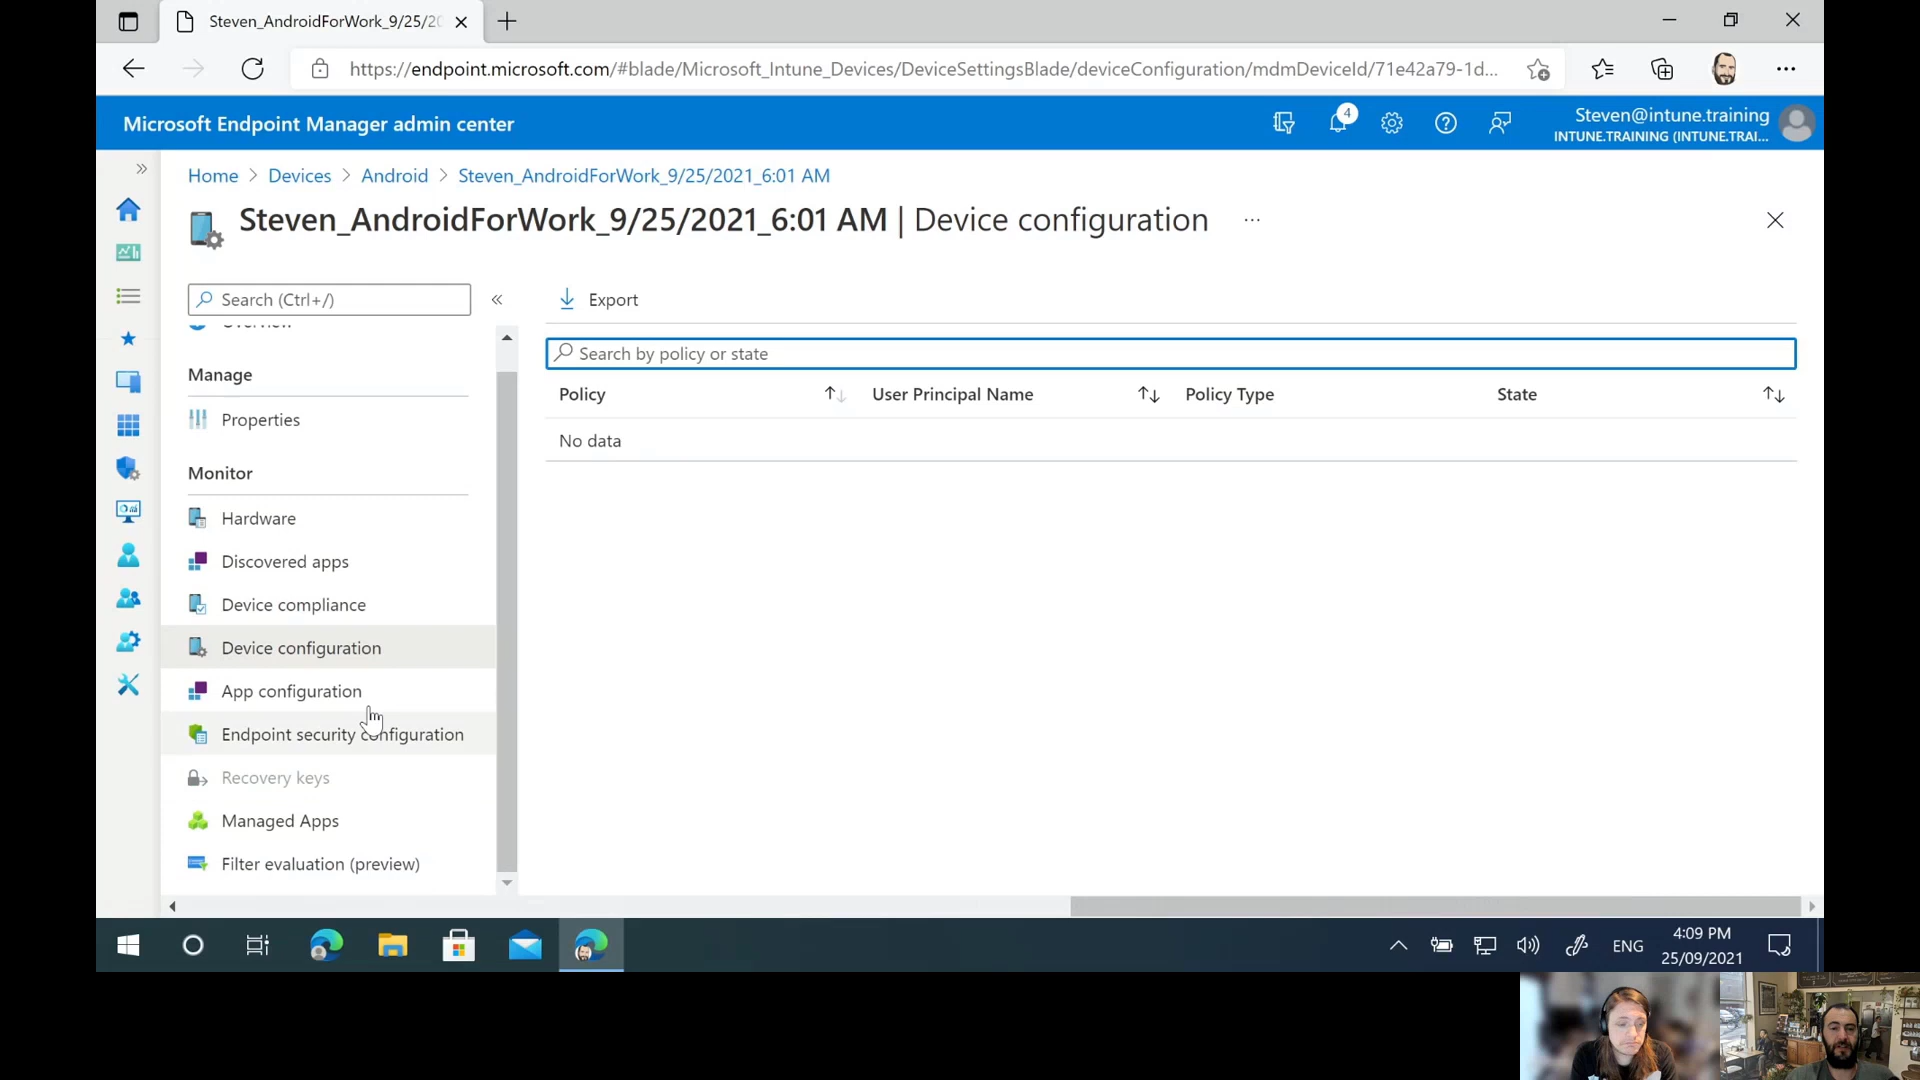 Steven_AndroidForWork_9/25/20
https://endpoint.microsoft.com/#blade/Microsoft_Intune_Devices/DeviceSettingsBlade/deviceConfiguration/mdmDeviceId/71e42a79-1d...
Microsoft Endpoint Manager admin center
4
Steven@intune.training
INTUNE.TRAINING (INTUNE.TRAI...
Home > Devices > Android > Steven_AndroidForWork_9/25/2021_6:01 AM
Steven_AndroidForWork_9/25/2021_6:01 AM | Device configuration ...
Search (Ctrl+/)
Export
Overview
Search by policy or state
Manage
Policy User Principal Name Policy Type State
Properties
No data
Monitor
Hardware
Discovered apps
Device compliance
Device configuration
App configuration
Endpoint security configuration
Recovery keys
Managed Apps
Filter evaluation (preview)
ENG
4:09 PM
25/09/2021